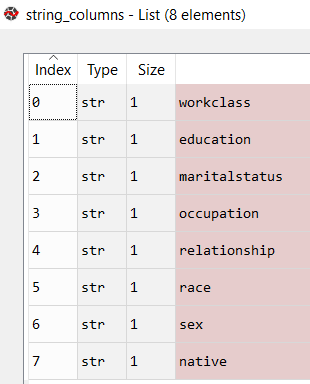 string_columns - List (8 elements)
Index Type Size
0 str 1 workclass
1 str 1 education
2 str 1 maritalstatus
3 str 1 occupation
4 str 1 relationship
5 str 1 race
6 str 1 sex
7 str 1 native